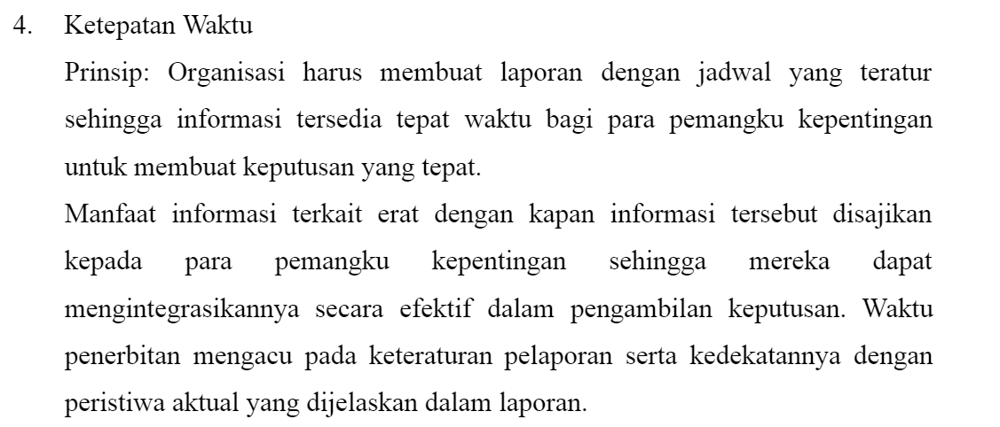 4. Ketepatan Waktu
Prinsip: Organisasi harus membuat laporan dengan jadwal yang teratur
sehingga informasi tersedia tepat waktu bagi para pemangku kepentingan
untuk membuat keputusan yang tepat.
Manfaat informasi terkait erat dengan kapan informasi tersebut disajikan
kepada para pemangku kepentingan sehingga mereka dapat
mengintegrasikannya secara efektif dalam pengambilan keputusan. Waktu
penerbitan mengacu pada keteraturan pelaporan serta kedekatannya dengan
peristiwa aktual yang dijelaskan dalam laporan.